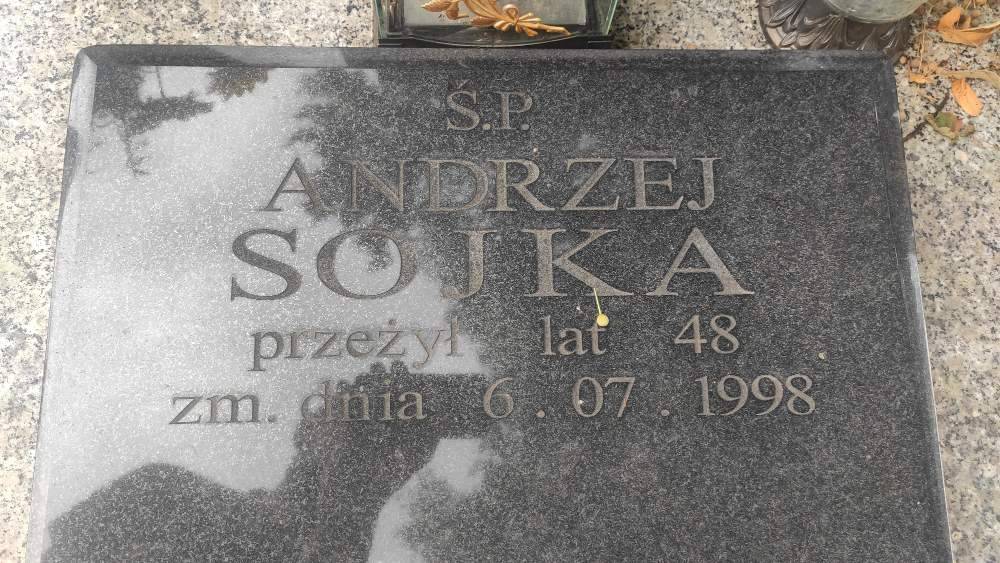 Ś.P.
ANDRZEJ
SOJKA
przeżył lat 48
zm. dnia 6.07.1998